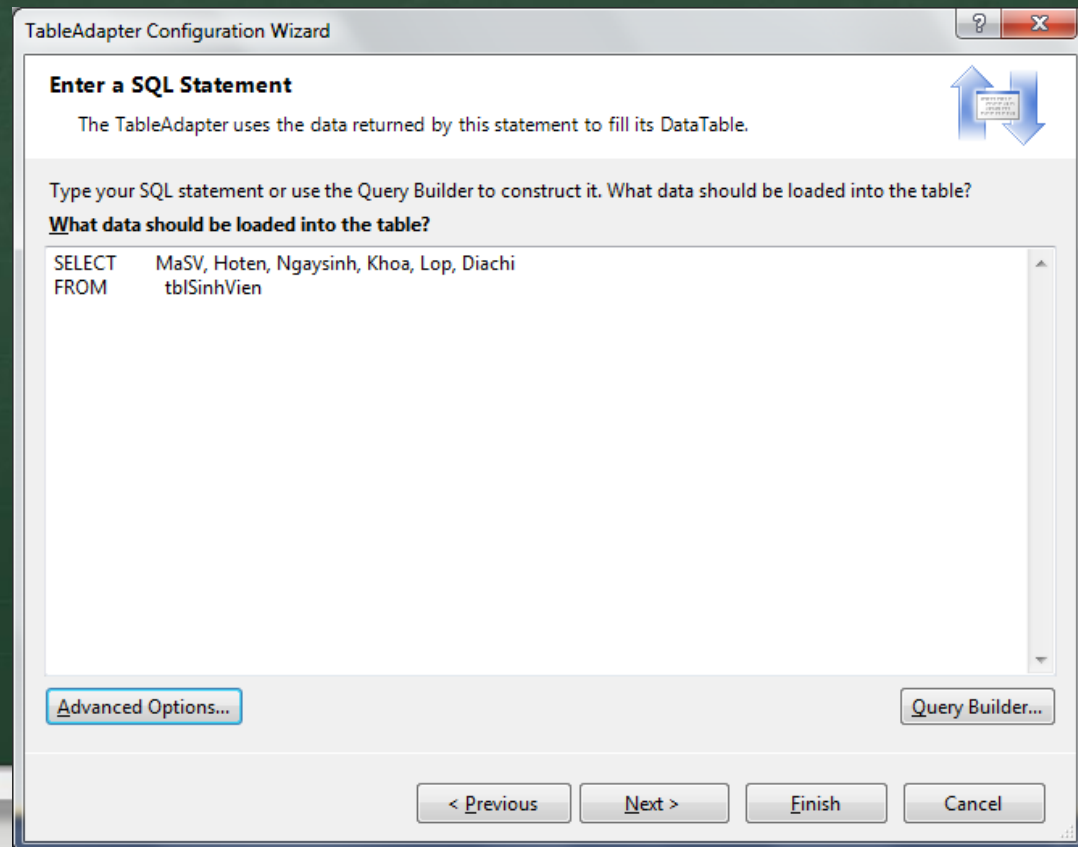 TableAdapter Configuration Wizard
Enter a SQL Statement
The TableAdapter uses the data returned by this statement to fill its DataTable.
Type your SQL statement or use the Query Builder to construct it. What data should be loaded into the table?
What data should be loaded into the table?
SELECT MaSV, Hoten, Ngaysinh, Khoa, Lop, Diachi
FROM tblSinhVien
Advanced Options... Query Builder...
< Previous Next > Finish Cancel